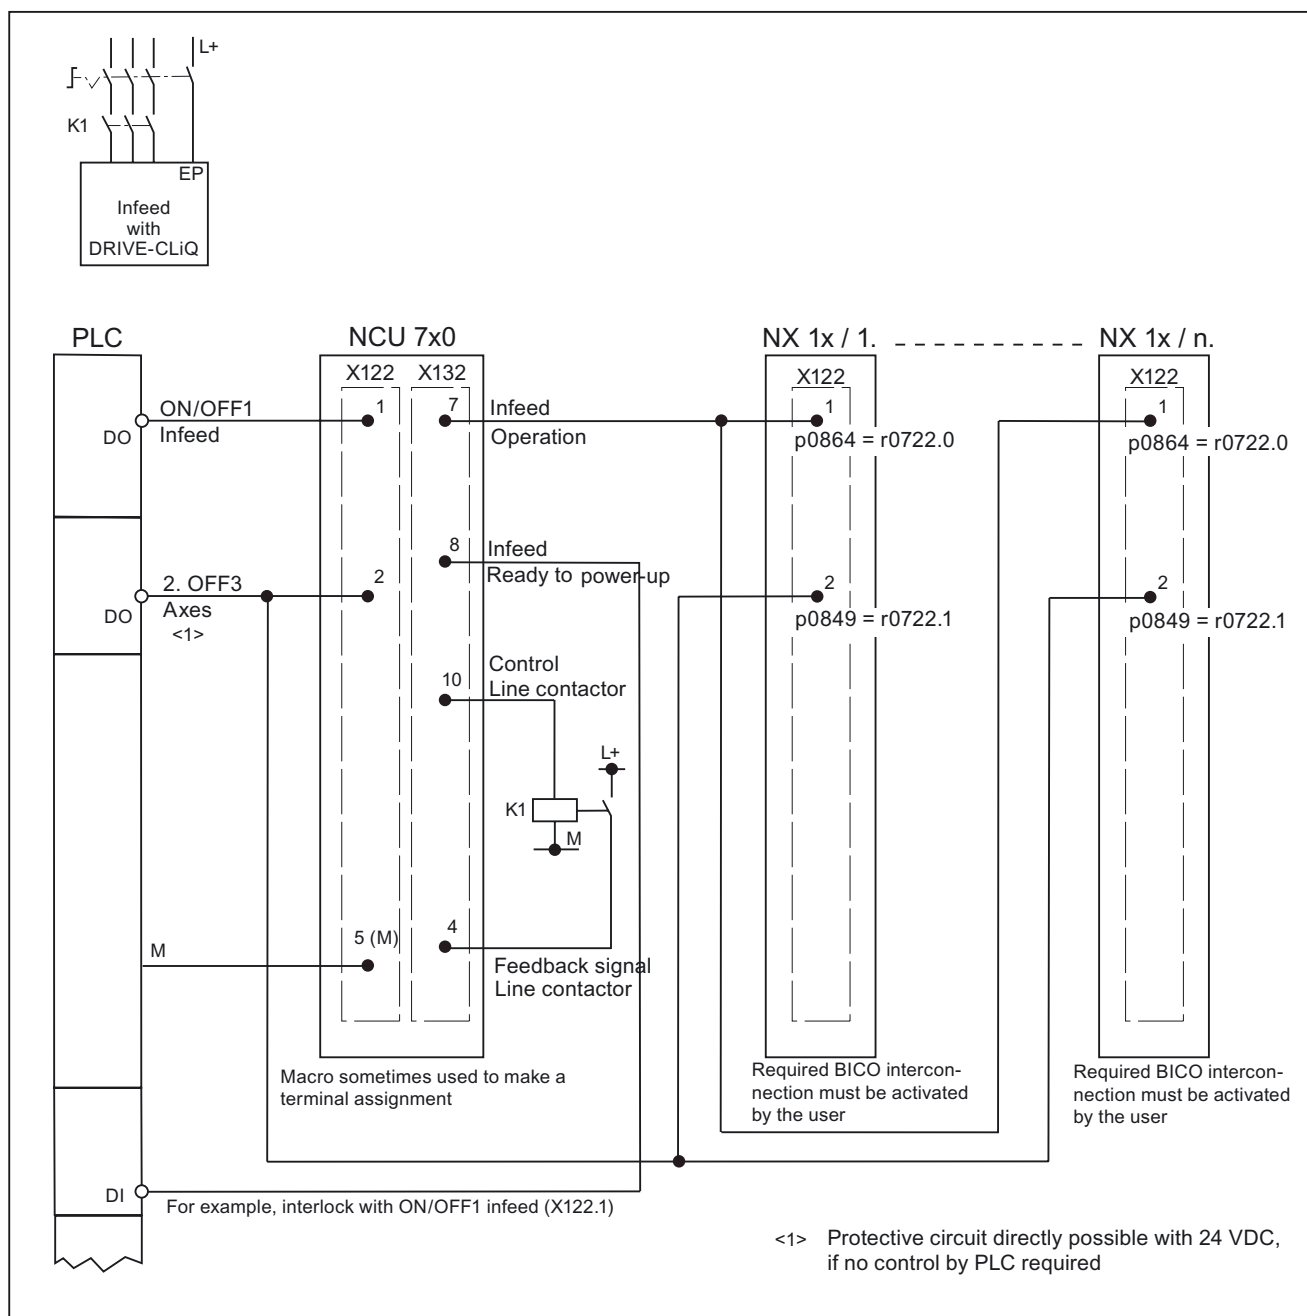 L+
K1
EP
Infeed
with
DRIVE-CLiQ
PLC
NCU 7x0
NX 1x / 1.
NX 1x / n.
X122
X132
X122
X122
ON/OFF1
Infeed
DO
1
7
Infeed
Operation
1
p0864 = r0722.0
1
p0864 = r0722.0
8
Infeed
Ready to power-up
2. OFF3
Axes
<1>
DO
2
2
p0849 = r0722.1
2
p0849 = r0722.1
10
Control
Line contactor
L+
K1
M
M
5 (M)
4
Feedback signal
Line contactor
Macro sometimes used to make a
terminal assignment
Required BICO intercon-
nection must be activated
by the user
Required BICO intercon-
nection must be activated
by the user
DI
For example, interlock with ON/OFF1 infeed (X122.1)
<1> Protective circuit directly possible with 24 VDC,
if no control by PLC required